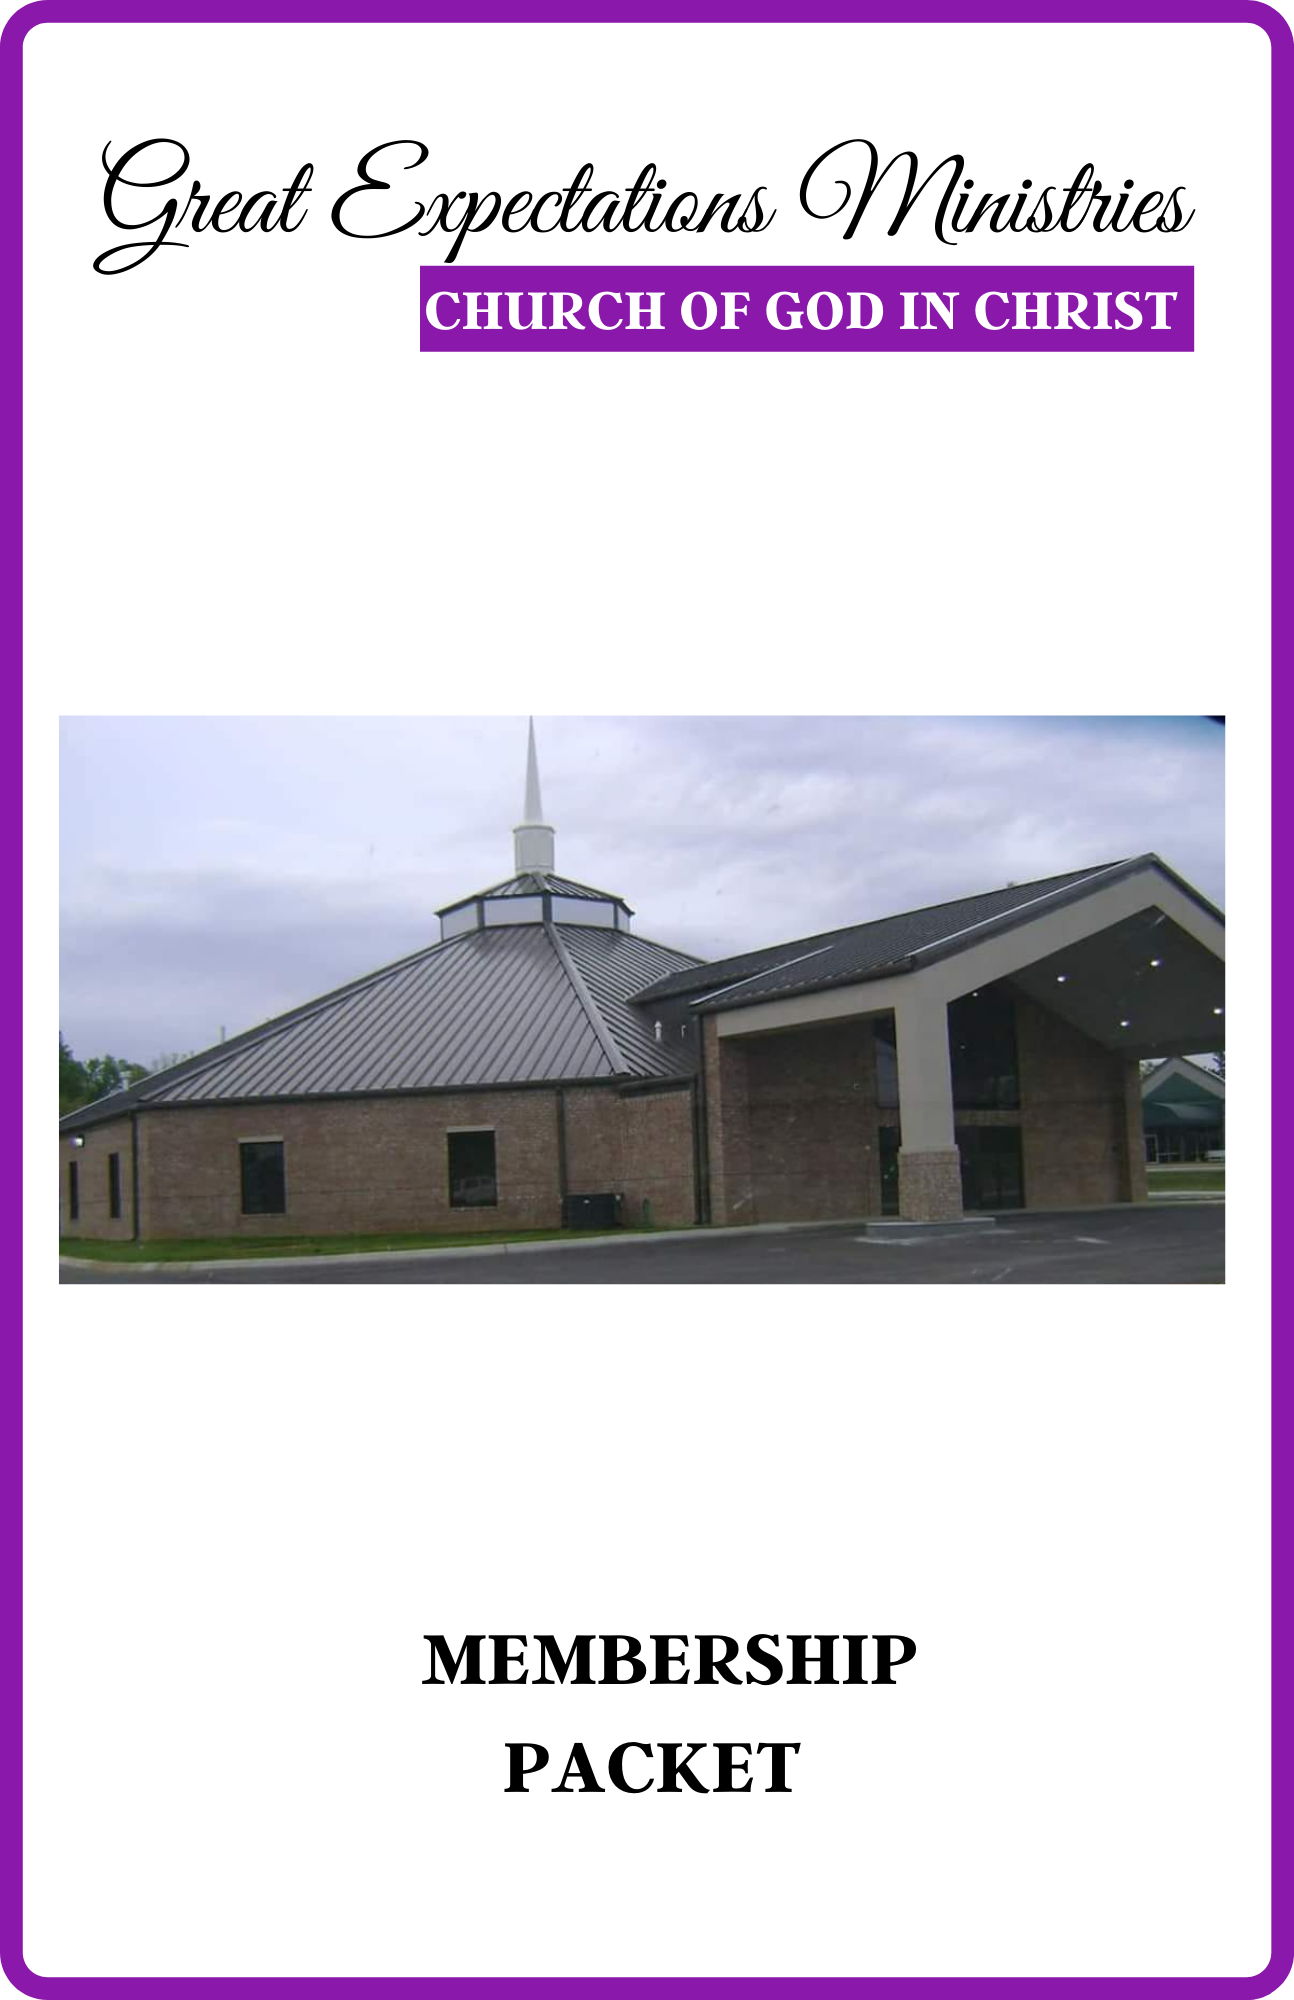 Great Expectations Ministries
CHURCH OF GOD IN CHRIST
MEMBERSHIP
PACKET